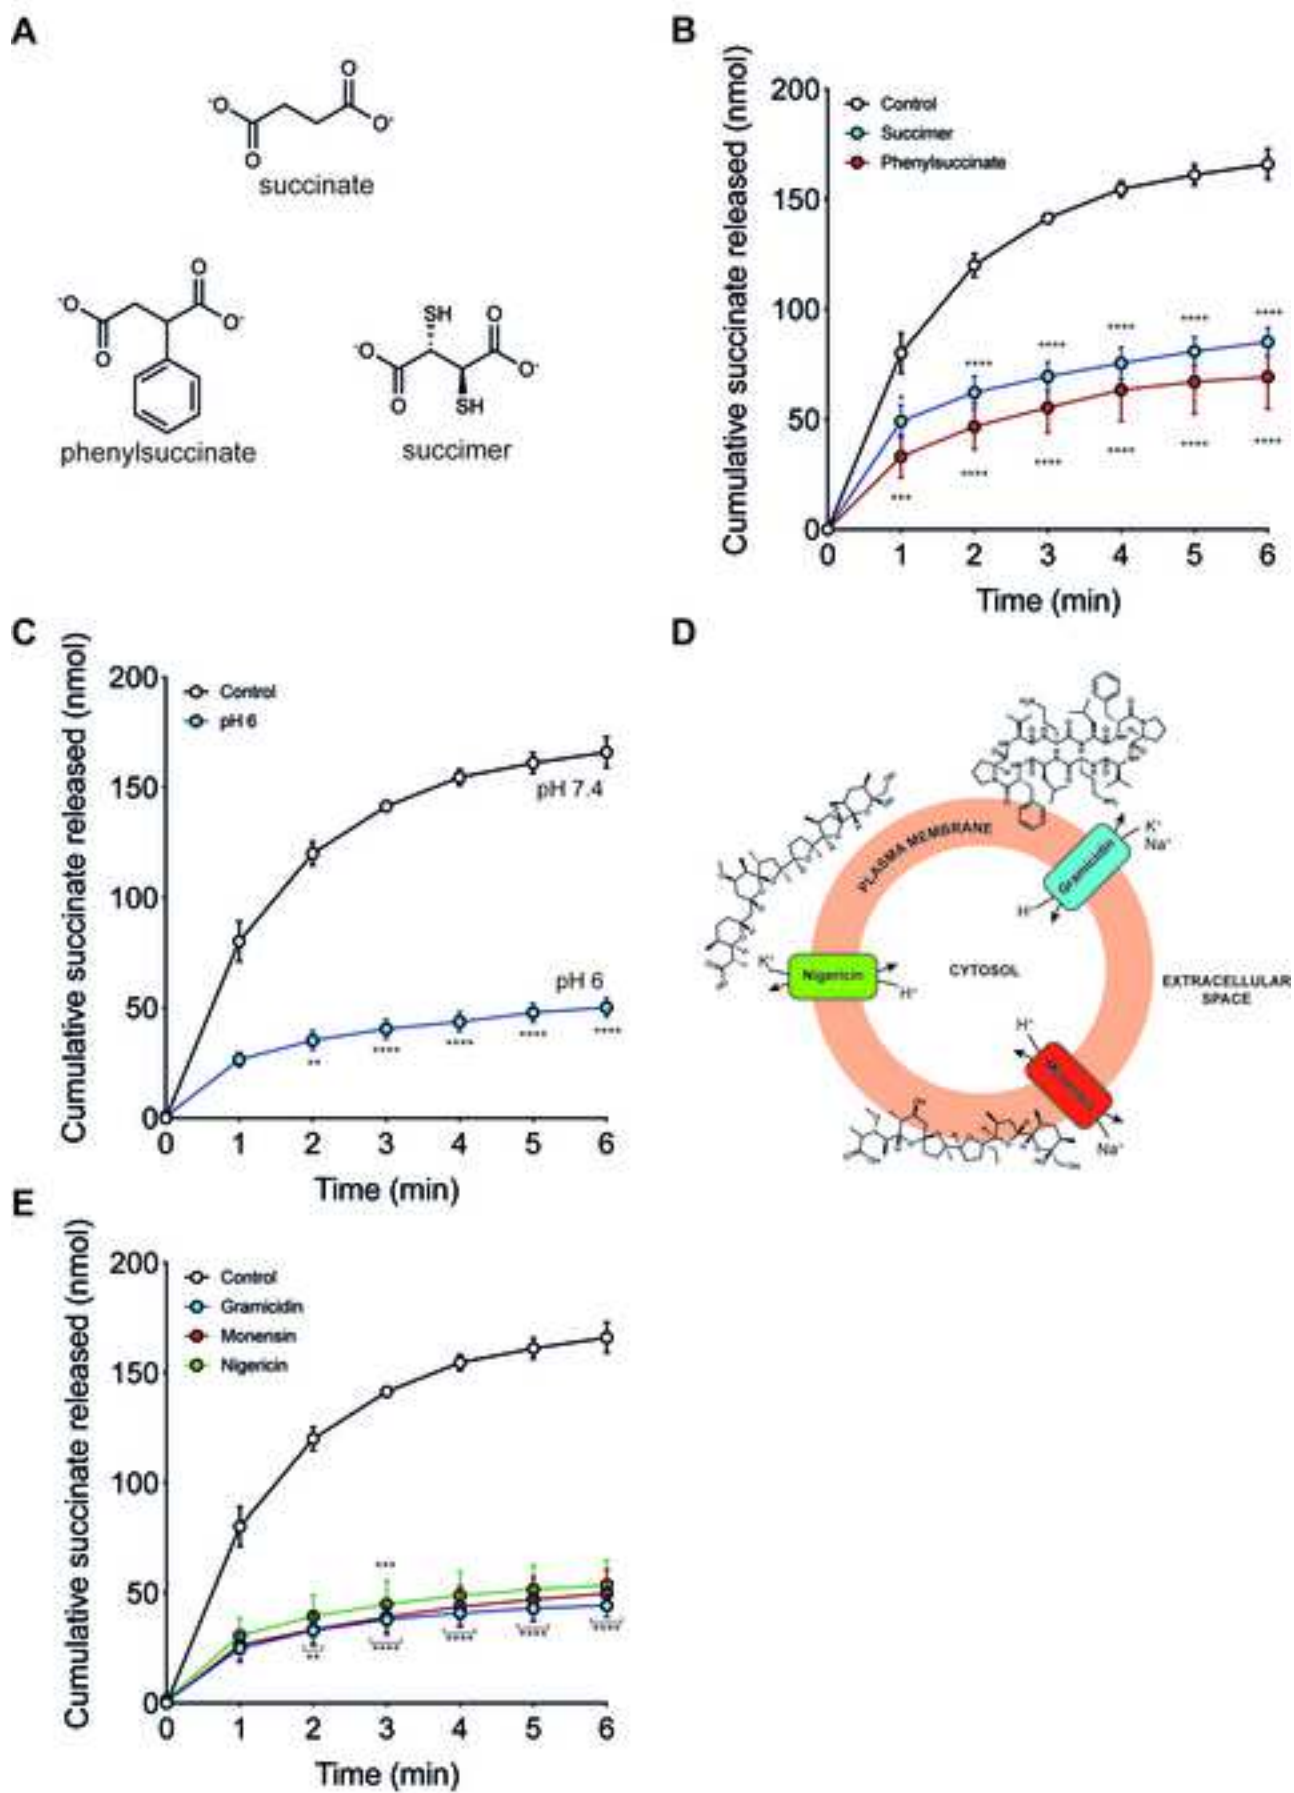 A
succinate
phenylsuccinate
succimer
⁻O
O
O
O⁻
⁻O
O
O
O⁻
⁻O
O
SH
SH
O
O⁻
B
Cumulative succinate released (nmol)
200
150
100
50
0
Control
Succimer
Phenylsuccinate
****
****
****
****
****
*
***
****
****
****
****
****
0 1 2 3 4 5 6
Time (min)
C
Cumulative succinate released (nmol)
200
150
100
50
0
Control
pH 6
pH 7.4
pH 6
**
****
****
****
****
0 1 2 3 4 5 6
Time (min)
D
PLASMA MEMBRANE
Gramicidin
K⁺
Na⁺
H⁺
K⁺
Nigericin
H⁺
CYTOSOL
EXTRACELLULAR
SPACE
H⁺
Na⁺
E
Cumulative succinate released (nmol)
200
150
100
50
0
Control
Gramicidin
Monensin
Nigericin
***
**
****
****
****
****
0 1 2 3 4 5 6
Time (min)